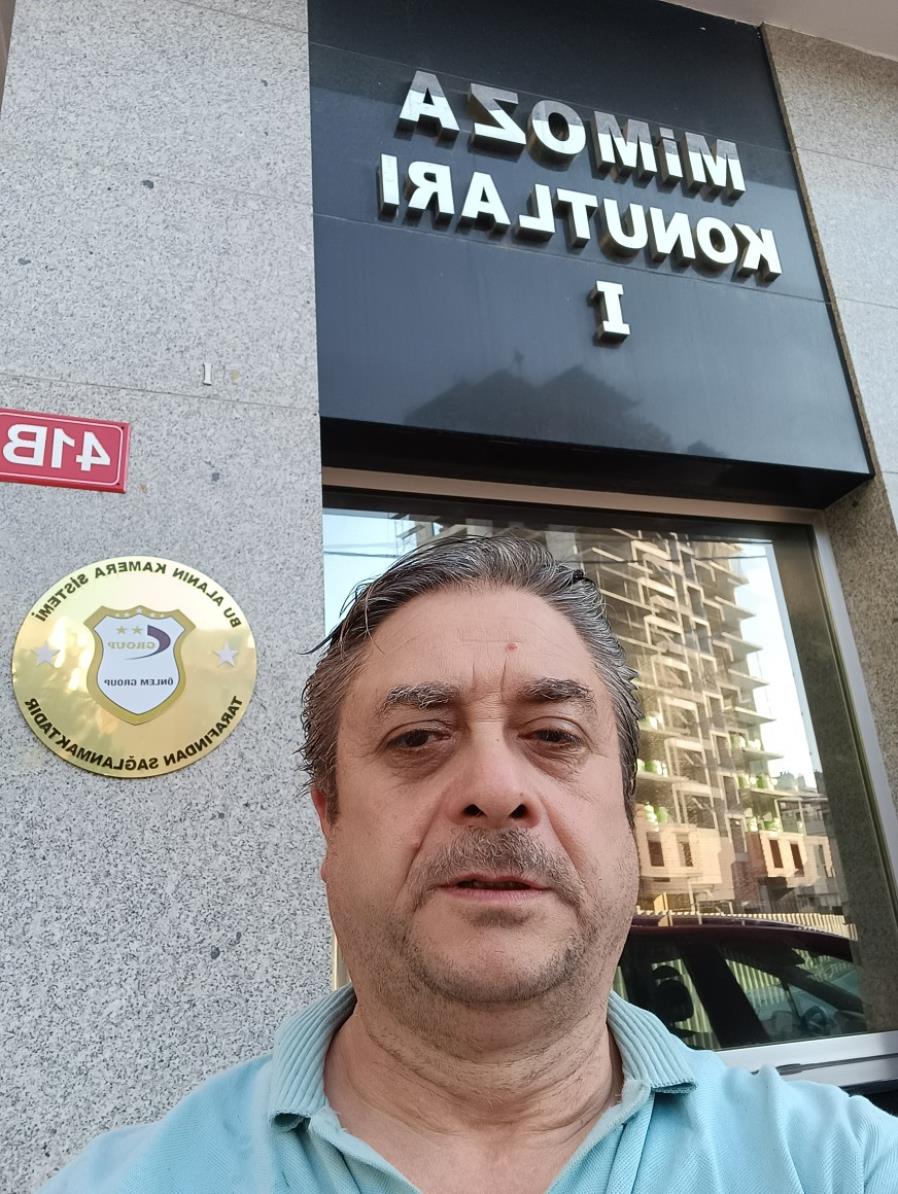 MiMOZA
KONUTLARI
I
41B
BU ALANIN KAMERA SİSTEMİ
GROUP
ÖNLEM GROUP
TARAFINDAN SAĞLANMAKTADIR